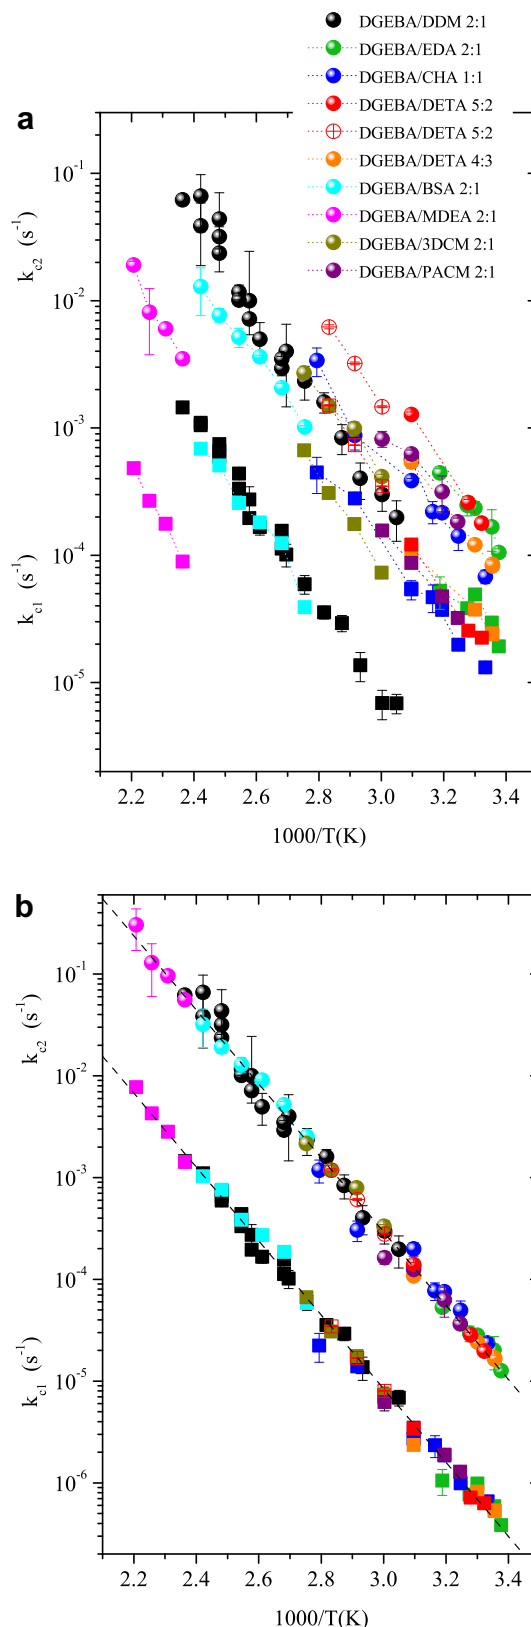 DGEBA/DDM 2:1
DGEBA/EDA 2:1
DGEBA/CHA 1:1
DGEBA/DETA 5:2
DGEBA/DETA 5:2
DGEBA/DETA 4:3
DGEBA/BSA 2:1
DGEBA/MDEA 2:1
DGEBA/3DCM 2:1
DGEBA/PACM 2:1
a
10⁻¹
k_c2 (s⁻¹)
10⁻²
10⁻³
10⁻⁴
k_c1 (s⁻¹)
10⁻⁵
2.2 2.4 2.6 2.8 3.0 3.2 3.4
1000/T(K)
b
k_c2 (s⁻¹)
10⁻¹
10⁻²
10⁻³
10⁻⁴
k_c1 (s⁻¹)
10⁻⁵
10⁻⁶
2.2 2.4 2.6 2.8 3.0 3.2 3.4
1000/T(K)